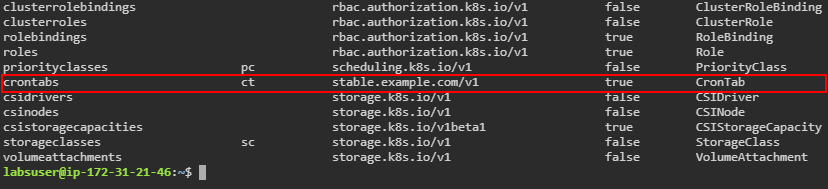 clusterrolebindings rbac.authorization.k8s.io/v1 false ClusterRoleBinding
clusterroles rbac.authorization.k8s.io/v1 false ClusterRole
rolebindings rbac.authorization.k8s.io/v1 true RoleBinding
roles rbac.authorization.k8s.io/v1 true Role
priorityclasses pc scheduling.k8s.io/v1 false PriorityClass
crontabs ct stable.example.com/v1 true CronTab
csidrivers storage.k8s.io/v1 false CSIDriver
csinodes storage.k8s.io/v1 false CSINode
csistoragecapacities storage.k8s.io/v1beta1 true CSIStorageCapacity
storageclasses sc storage.k8s.io/v1 false StorageClass
volumeattachments storage.k8s.io/v1 false VolumeAttachment
labsuser@ip-172-31-21-46:~$